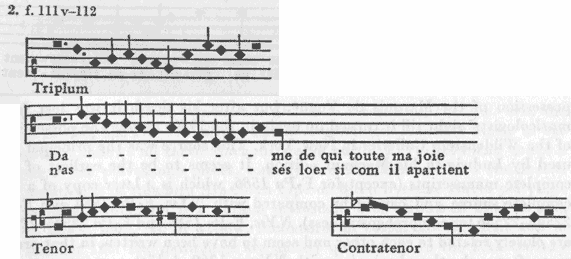 2. f. 111 v–112
Triplum
Da - - - - - - - me de qui toute ma joie
n'as - - - - - - - sés loer si com il apartient
Tenor Contratenor